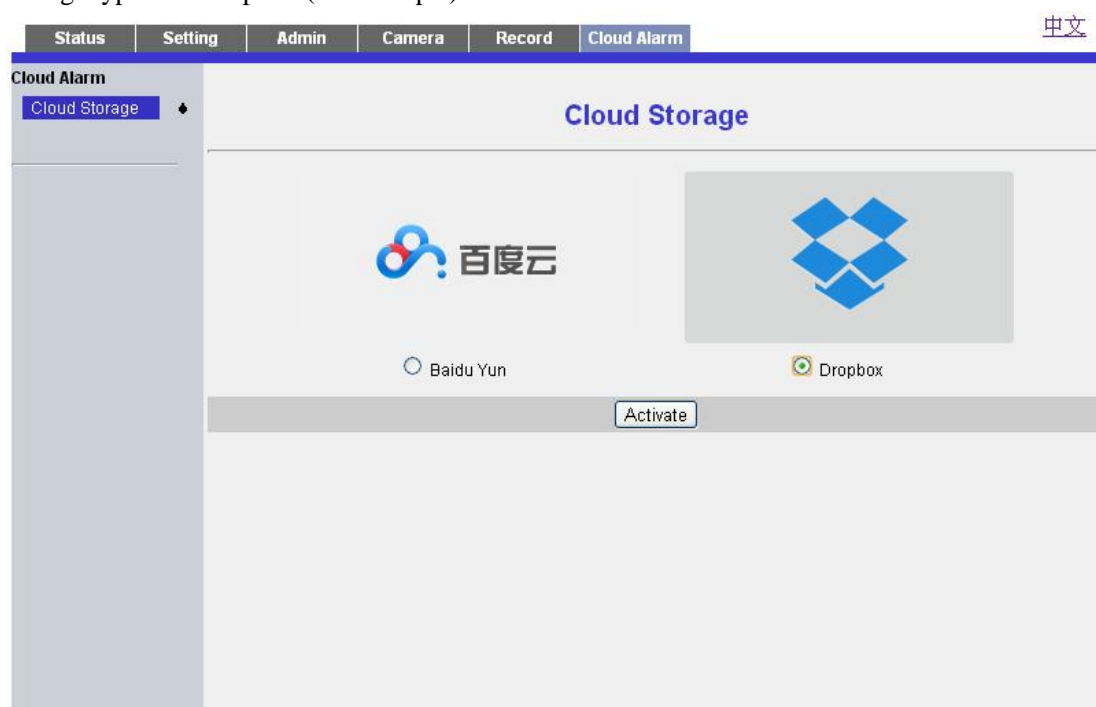 中文
Status Setting Admin Camera Record Cloud Alarm
Cloud Alarm
Cloud Storage
Cloud Storage
百度云
Baidu Yun
Dropbox
Activate